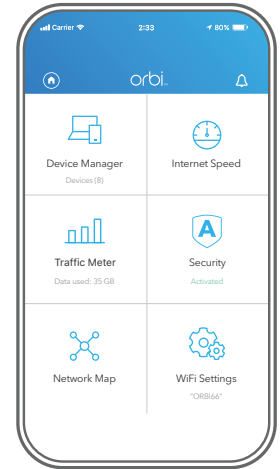 Carrier 2:33 80%
orbi™
Device Manager
Devices (8)
Internet Speed
Traffic Meter
Data used: 35 GB
A
Security
Activated
Network Map
WiFi Settings
"ORBI66"